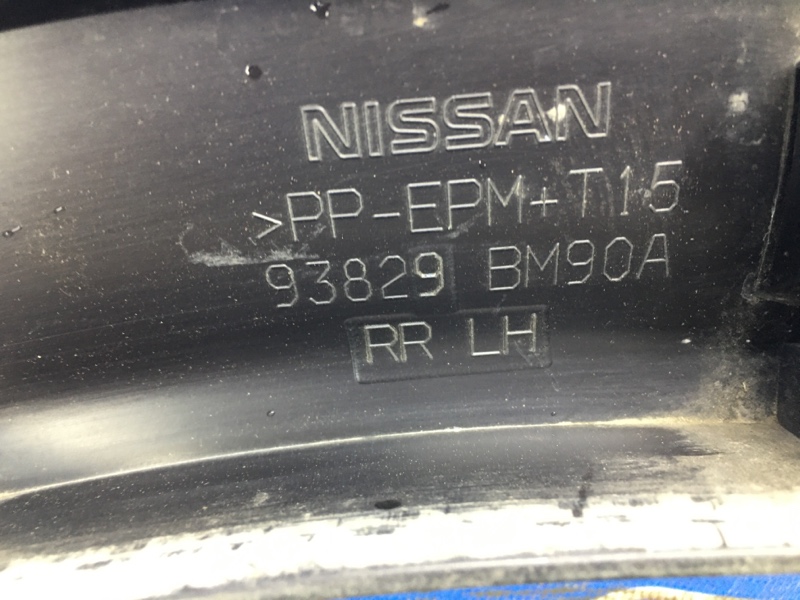 NISSAN
>PP-EPM+T15
93829 BM90A
RR LH